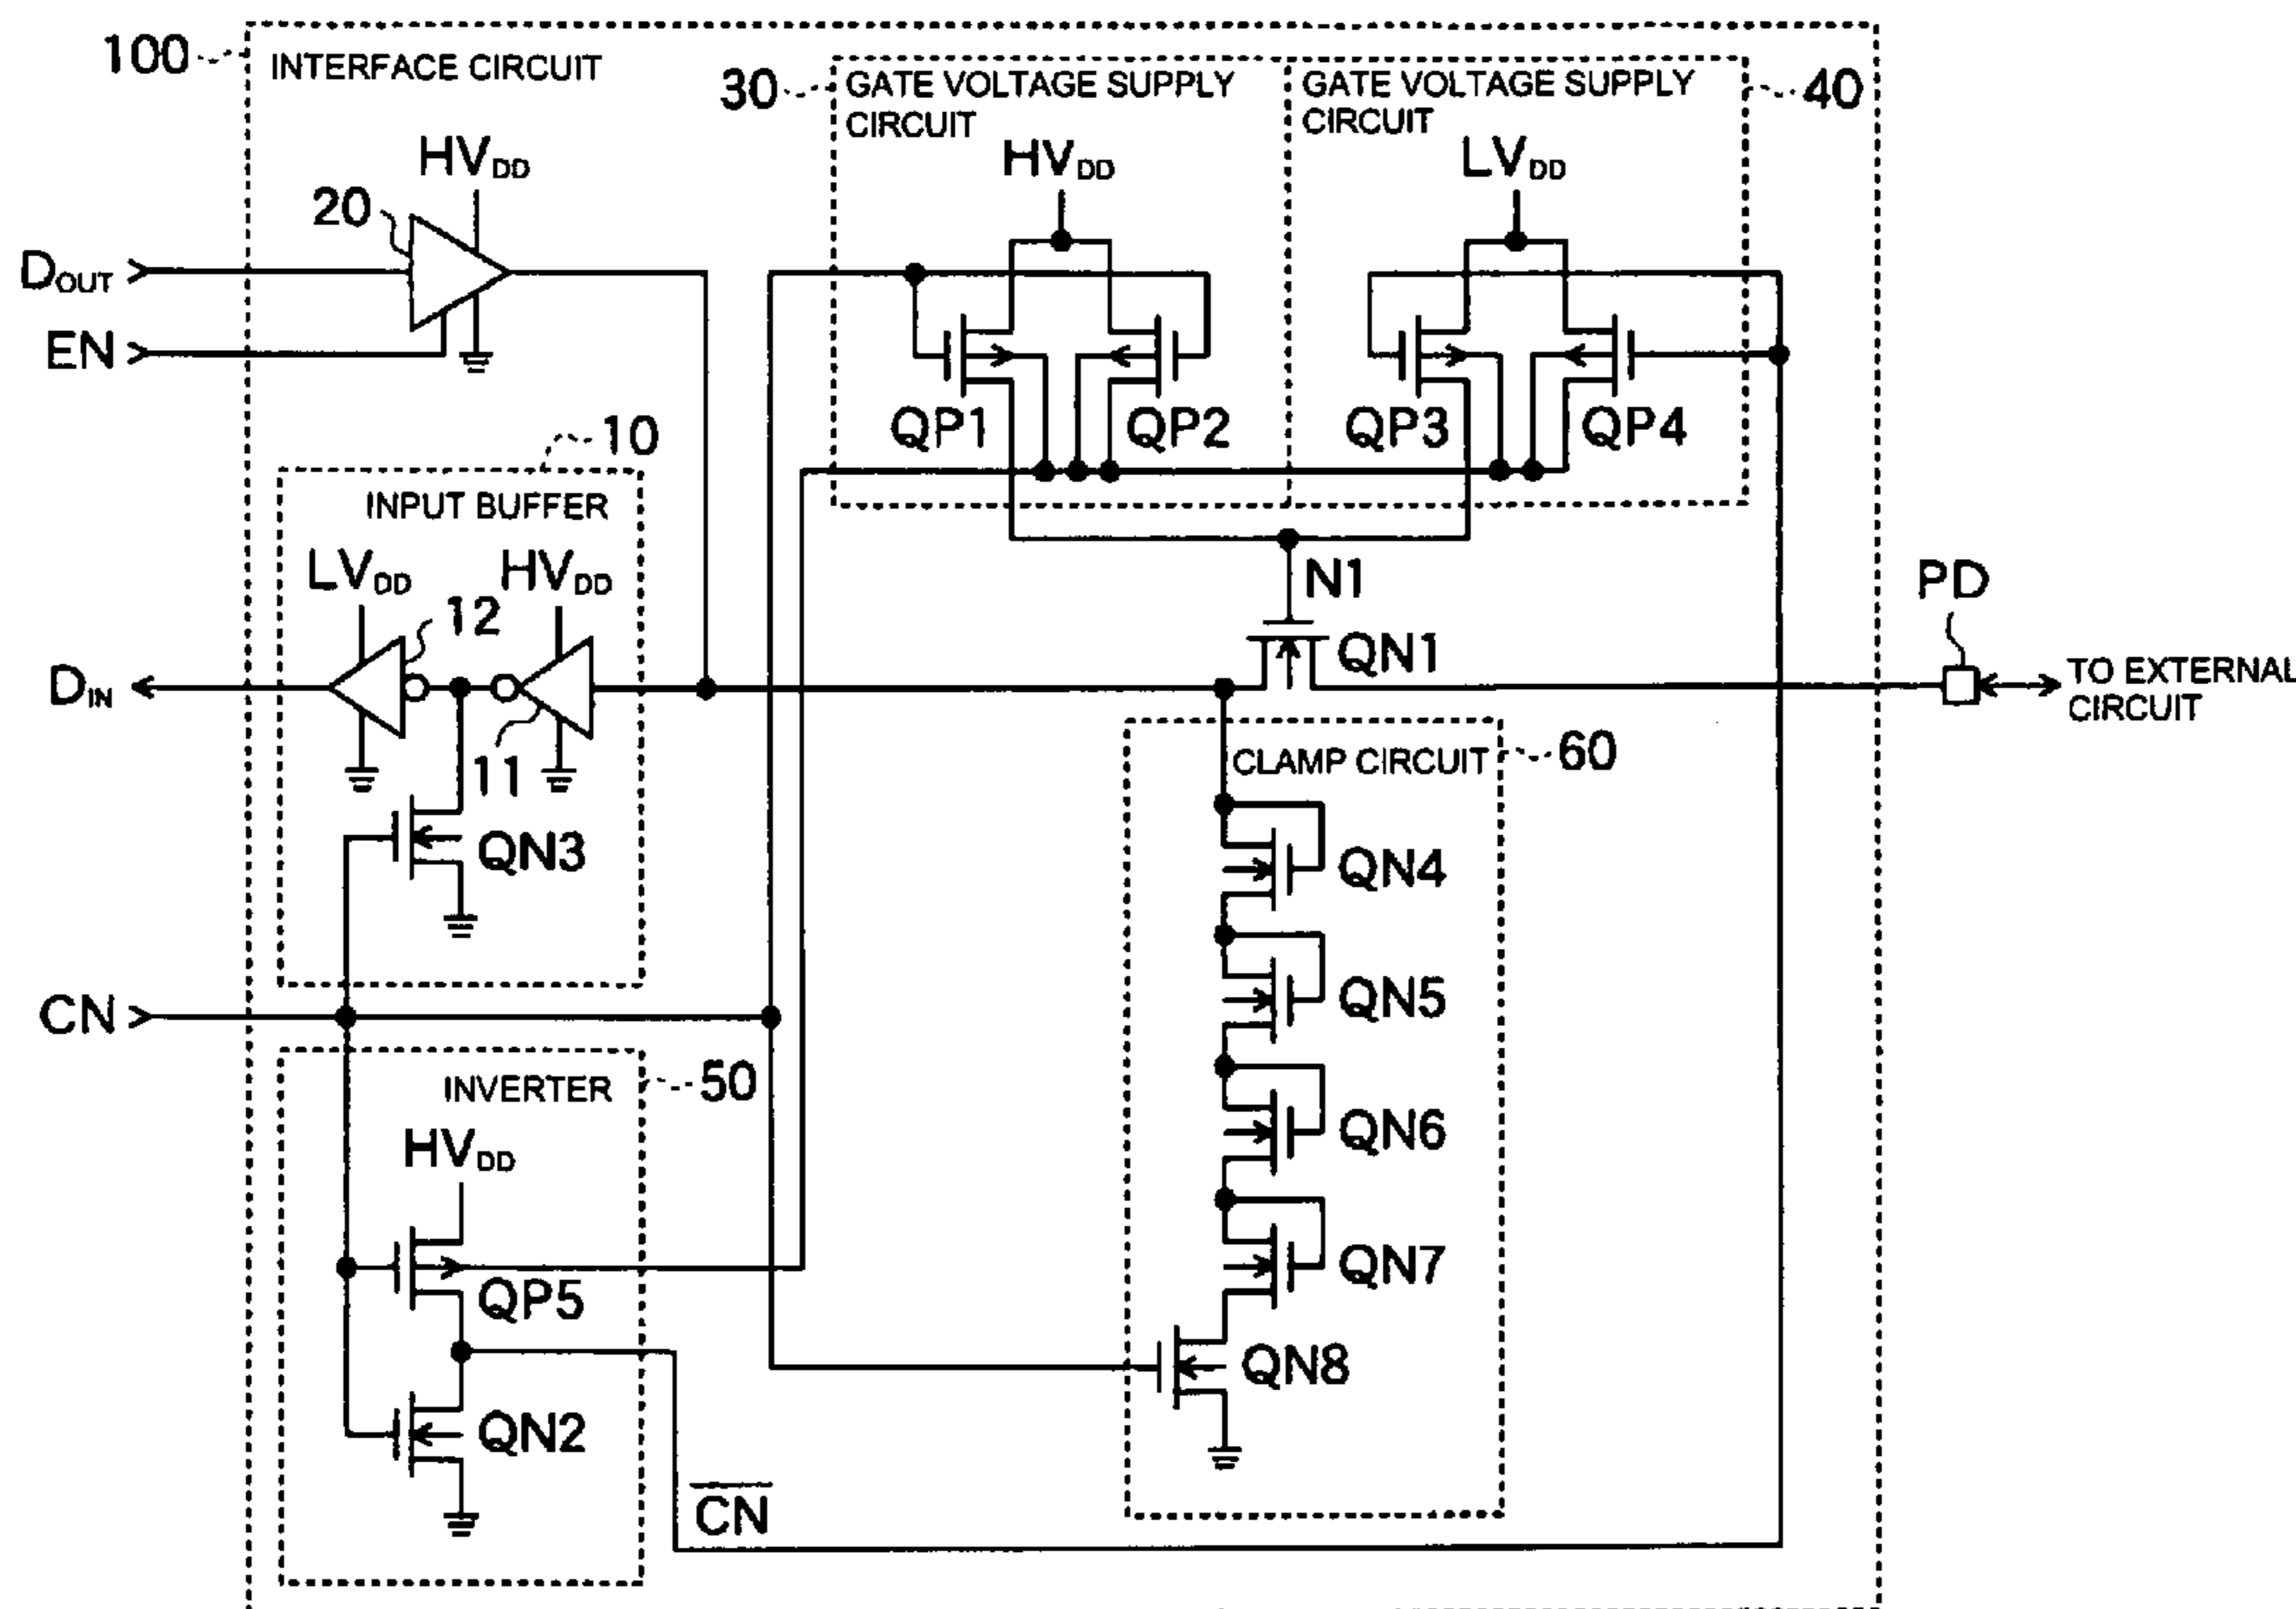 100
INTERFACE CIRCUIT
30
GATE VOLTAGE SUPPLY
CIRCUIT
GATE VOLTAGE SUPPLY
CIRCUIT
40
HVDD
HVDD
LVDD
20
DOUT
EN
QP1
QP2
QP3
QP4
10
INPUT BUFFER
LVDD
HVDD
12
N1
PD
QN1
DIN
TO EXTERNAL
CIRCUIT
11
CLAMP CIRCUIT
60
QN3
QN4
QN5
CN
INVERTER
50
HVDD
QN6
QP5
QN7
QN8
QN2
C̅N̅